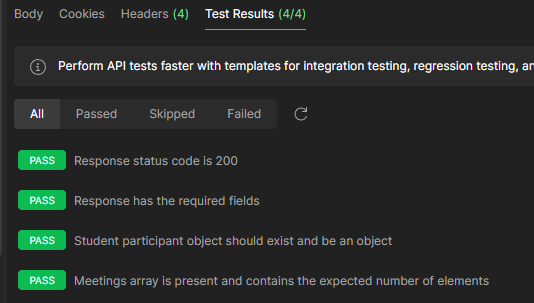 Body Cookies Headers (4) Test Results (4/4)
Perform API tests faster with templates for integration testing, regression testing, an
All Passed Skipped Failed
PASS Response status code is 200
PASS Response has the required fields
PASS Student participant object should exist and be an object
PASS Meetings array is present and contains the expected number of elements